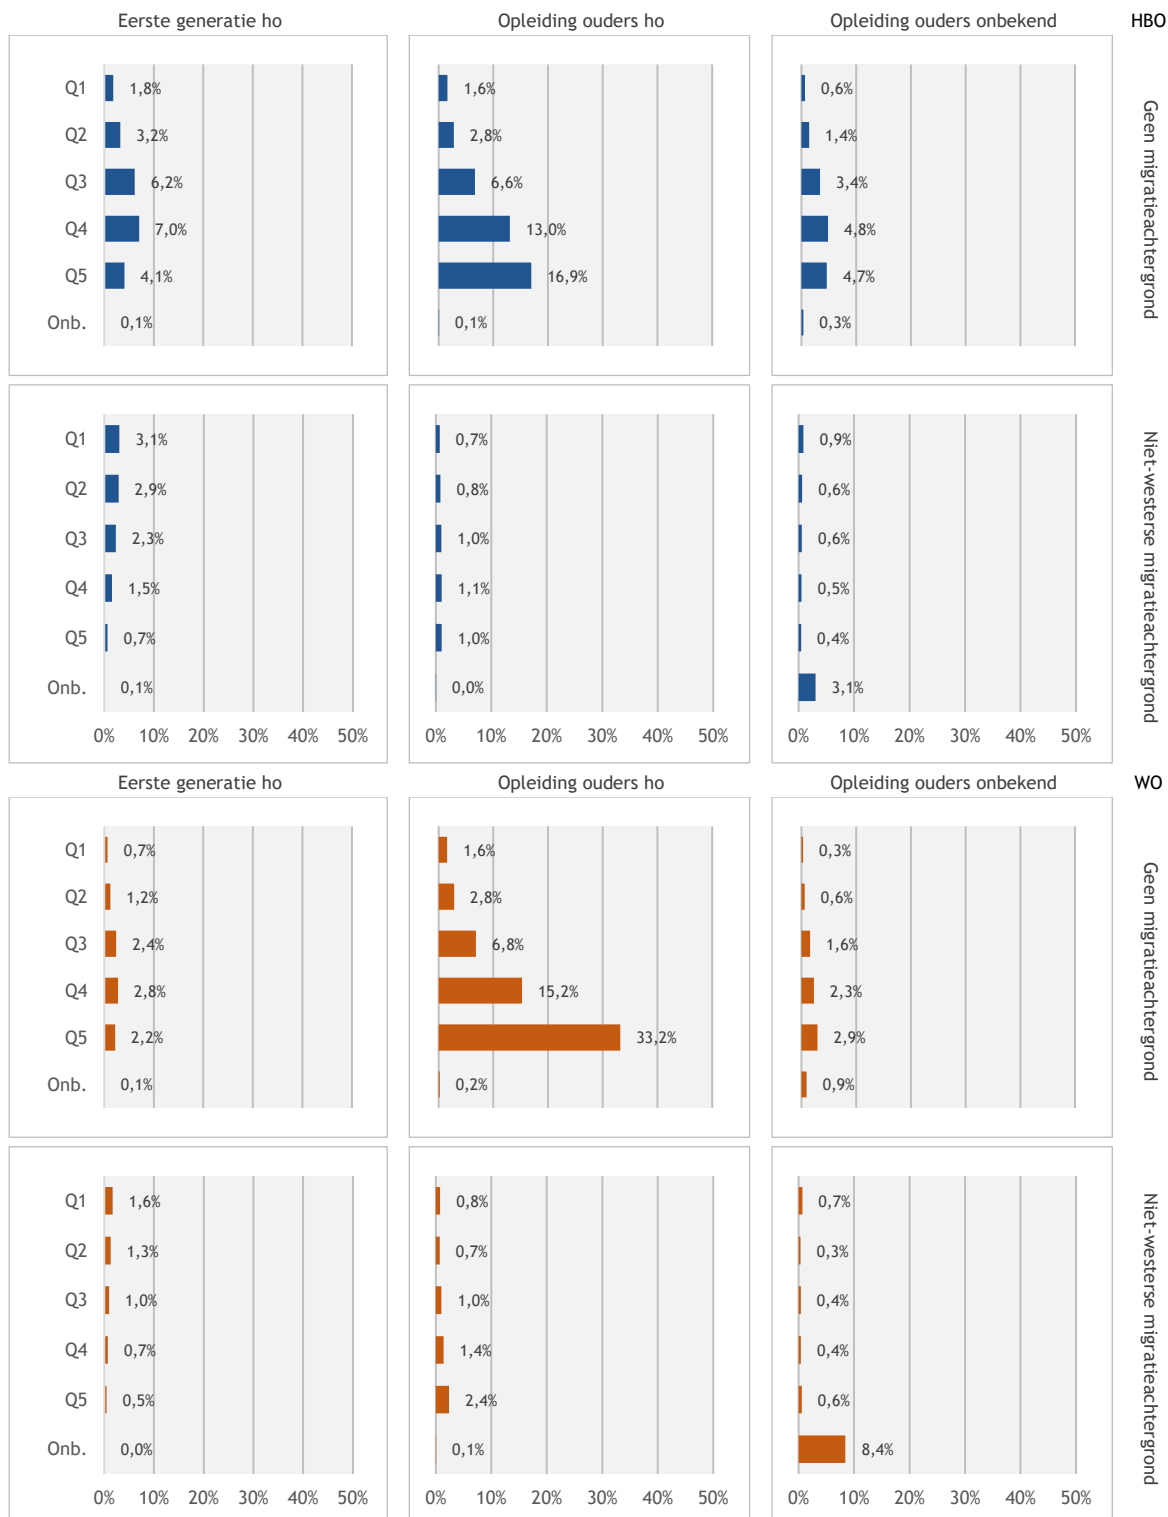 Eerste generatie ho Opleiding ouders ho Opleiding ouders onbekend HBO
Q1 1,8% 1,6% 0,6%
Q2 3,2% 2,8% 1,4%
Q3 6,2% 6,6% 3,4%
Q4 7,0% 13,0% 4,8%
Q5 4,1% 16,9% 4,7%
Onb. 0,1% 0,1% 0,3%
Geen migratieachtergrond
Q1 3,1% 0,7% 0,9%
Q2 2,9% 0,8% 0,6%
Q3 2,3% 1,0% 0,6%
Q4 1,5% 1,1% 0,5%
Q5 0,7% 1,0% 0,4%
Onb. 0,1% 0,0% 3,1%
0% 10% 20% 30% 40% 50% 0% 10% 20% 30% 40% 50% 0% 10% 20% 30% 40% 50%
Niet-westerse migratieachtergrond
Eerste generatie ho Opleiding ouders ho Opleiding ouders onbekend WO
Q1 0,7% 1,6% 0,3%
Q2 1,2% 2,8% 0,6%
Q3 2,4% 6,8% 1,6%
Q4 2,8% 15,2% 2,3%
Q5 2,2% 33,2% 2,9%
Onb. 0,1% 0,2% 0,9%
Geen migratieachtergrond
Q1 1,6% 0,8% 0,7%
Q2 1,3% 0,7% 0,3%
Q3 1,0% 1,0% 0,4%
Q4 0,7% 1,4% 0,4%
Q5 0,5% 2,4% 0,6%
Onb. 0,0% 0,1% 8,4%
0% 10% 20% 30% 40% 50% 0% 10% 20% 30% 40% 50% 0% 10% 20% 30% 40% 50%
Niet-westerse migratieachtergrond